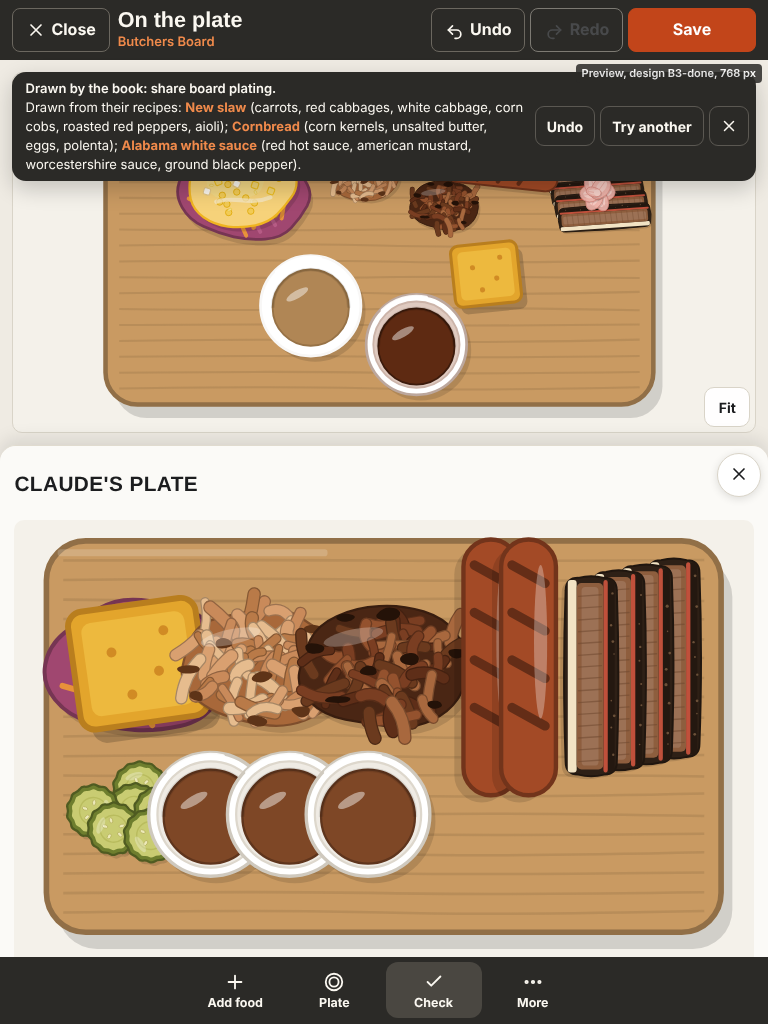 Close
On the plate
Butchers Board
Undo
Redo
Save
Preview, design B3-done, 768 px
Drawn by the book: share board plating.
Drawn from their recipes: New slaw (carrots, red cabbages, white cabbage, corn
cobs, roasted red peppers, aioli); Cornbread (corn kernels, unsalted butter,
eggs, polenta); Alabama white sauce (red hot sauce, american mustard,
worcestershire sauce, ground black pepper).
Undo
Try another
Fit
CLAUDE'S PLATE
Add food
Plate
Check
More